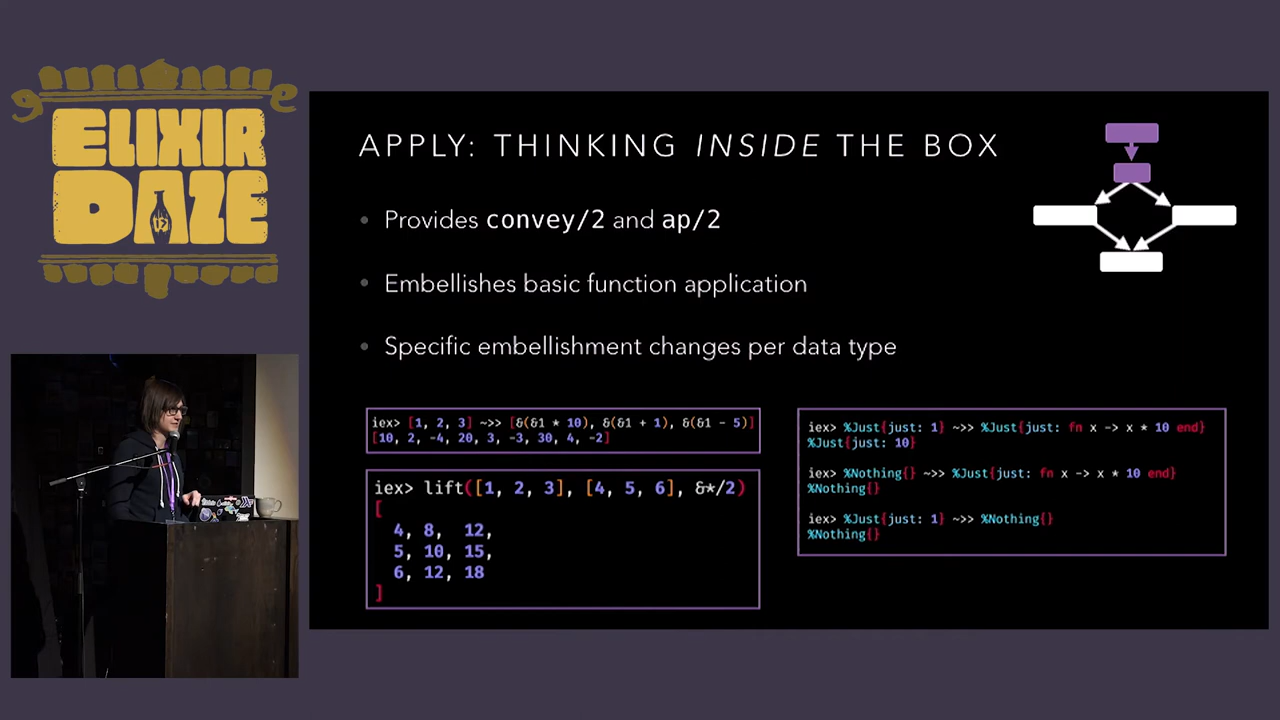 ELIXIR
DAZE
APPLY: THINKING INSIDE THE BOX
• Provides convey/2 and ap/2
• Embellishes basic function application
• Specific embellishment changes per data type
iex> [1, 2, 3] ~>> [&(&1 * 10), &(&1 + 1), &(&1 - 5)]
[10, 2, -4, 20, 3, -3, 30, 4, -2]
iex> lift([1, 2, 3], [4, 5, 6], &*/2)
[
4, 8, 12,
5, 10, 15,
6, 12, 18
]
iex> %Just{just: 1} ~>> %Just{just: fn x -> x * 10 end}
%Just{just: 10}
iex> %Nothing{} ~>> %Just{just: fn x -> x * 10 end}
%Nothing{}
iex> %Just{just: 1} ~>> %Nothing{}
%Nothing{}